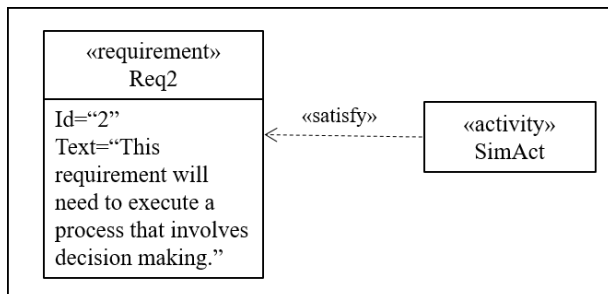 «requirement»
Req2
Id=“2”
Text=“This
requirement will
need to execute a
process that involves
decision making.”
«satisfy»
«activity»
SimAct